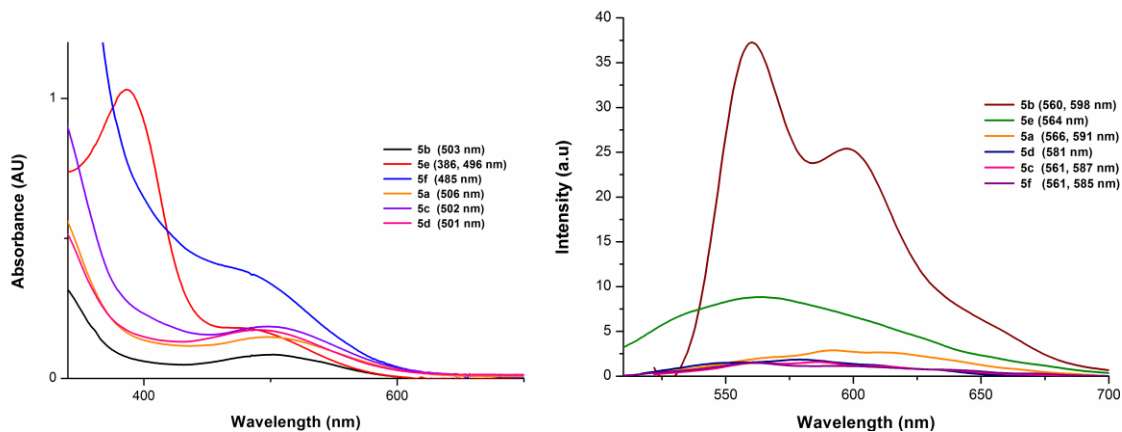 Absorbance (AU)
1
0
400
600
Wavelength (nm)
5b (503 nm)
5e (386, 496 nm)
5f (485 nm)
5a (506 nm)
5c (502 nm)
5d (501 nm)
Intensity (a.u)
40
35
30
25
20
15
10
5
0
550
600
650
700
Wavelength (nm)
5b (560, 598 nm)
5e (564 nm)
5a (566, 591 nm)
5d (581 nm)
5c (561, 587 nm)
5f (561, 585 nm)